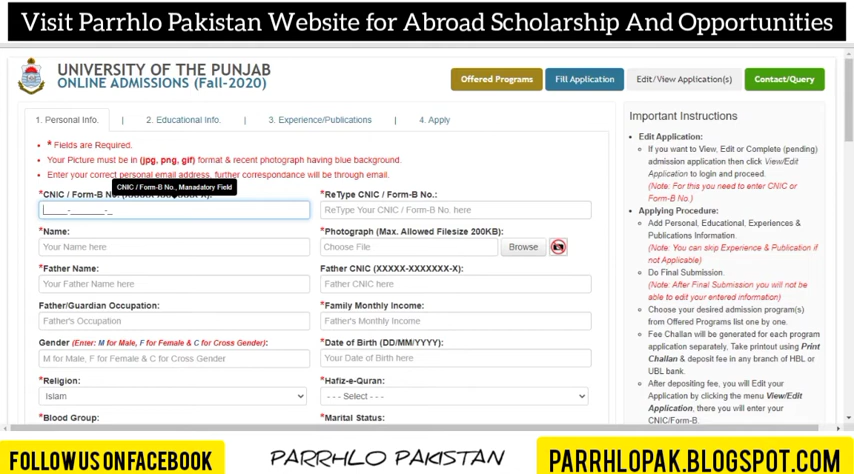 Visit Parrhlo Pakistan Website for Abroad Scholarship And Opportunities
UNIVERSITY OF THE PUNJAB
ONLINE ADMISSIONS (Fall-2020)
Offered Programs
Fill Application
Edit/View Application(s)
Contact/Query
1. Personal Info.
|
2. Educational Info.
|
3. Experience/Publications
|
4. Apply
* Fields are Required.
Your Picture must be in (jpg, png, gif) format & recent photograph having blue background.
Enter your correct personal email address, further correspondance will be through email.
CNIC / Form-B No., Manadatory Field
*CNIC / Form-B No.
*ReType CNIC / Form-B No.:
_____-_______-_
ReType Your CNIC / Form-B No. here
*Name:
*Photograph (Max. Allowed Filesize 200KB):
Your Name here
Choose File
Browse
*Father Name:
Father CNIC (XXXXX-XXXXXXX-X):
Your Father Name here
Father CNIC here
Father/Guardian Occupation:
*Family Monthly Income:
Father's Occupation
Father's Monthly Income
Gender (Enter: M for Male, F for Female & C for Cross Gender):
*Date of Birth (DD/MM/YYYY):
M for Male, F for Female & C for Cross Gender
Your Date of Birth here
*Religion:
*Hafiz-e-Quran:
Islam
- - - Select - - -
*Blood Group:
*Marital Status:
Important Instructions
Edit Application:
If you want to View, Edit or Complete (pending)
admission application then click View/Edit
Application to login and proceed.
(Note: For this you need to enter CNIC or
Form-B No.)
Applying Procedure:
Add Personal, Educational, Experiences &
Publications Information.
(Note: You can skip Experience & Publication if
not Applicable)
Do Final Submission.
(Note: After Final Submission you will not be
able to edit your entered information)
Choose your desired admission program(s)
from Offered Programs list one by one.
Fee Challan will be generated for each program
application separately, Take printout using Print
Challan & deposit fee in any branch of HBL or
UBL bank.
After depositing fee, you will Edit your
Application by clicking the menu View/Edit
Application, there you will enter your
CNIC/Form-B.
FOLLOW US ON FACEBOOK
PARRHLO PAKISTAN
PARRHLOPAK.BLOGSPOT.COM